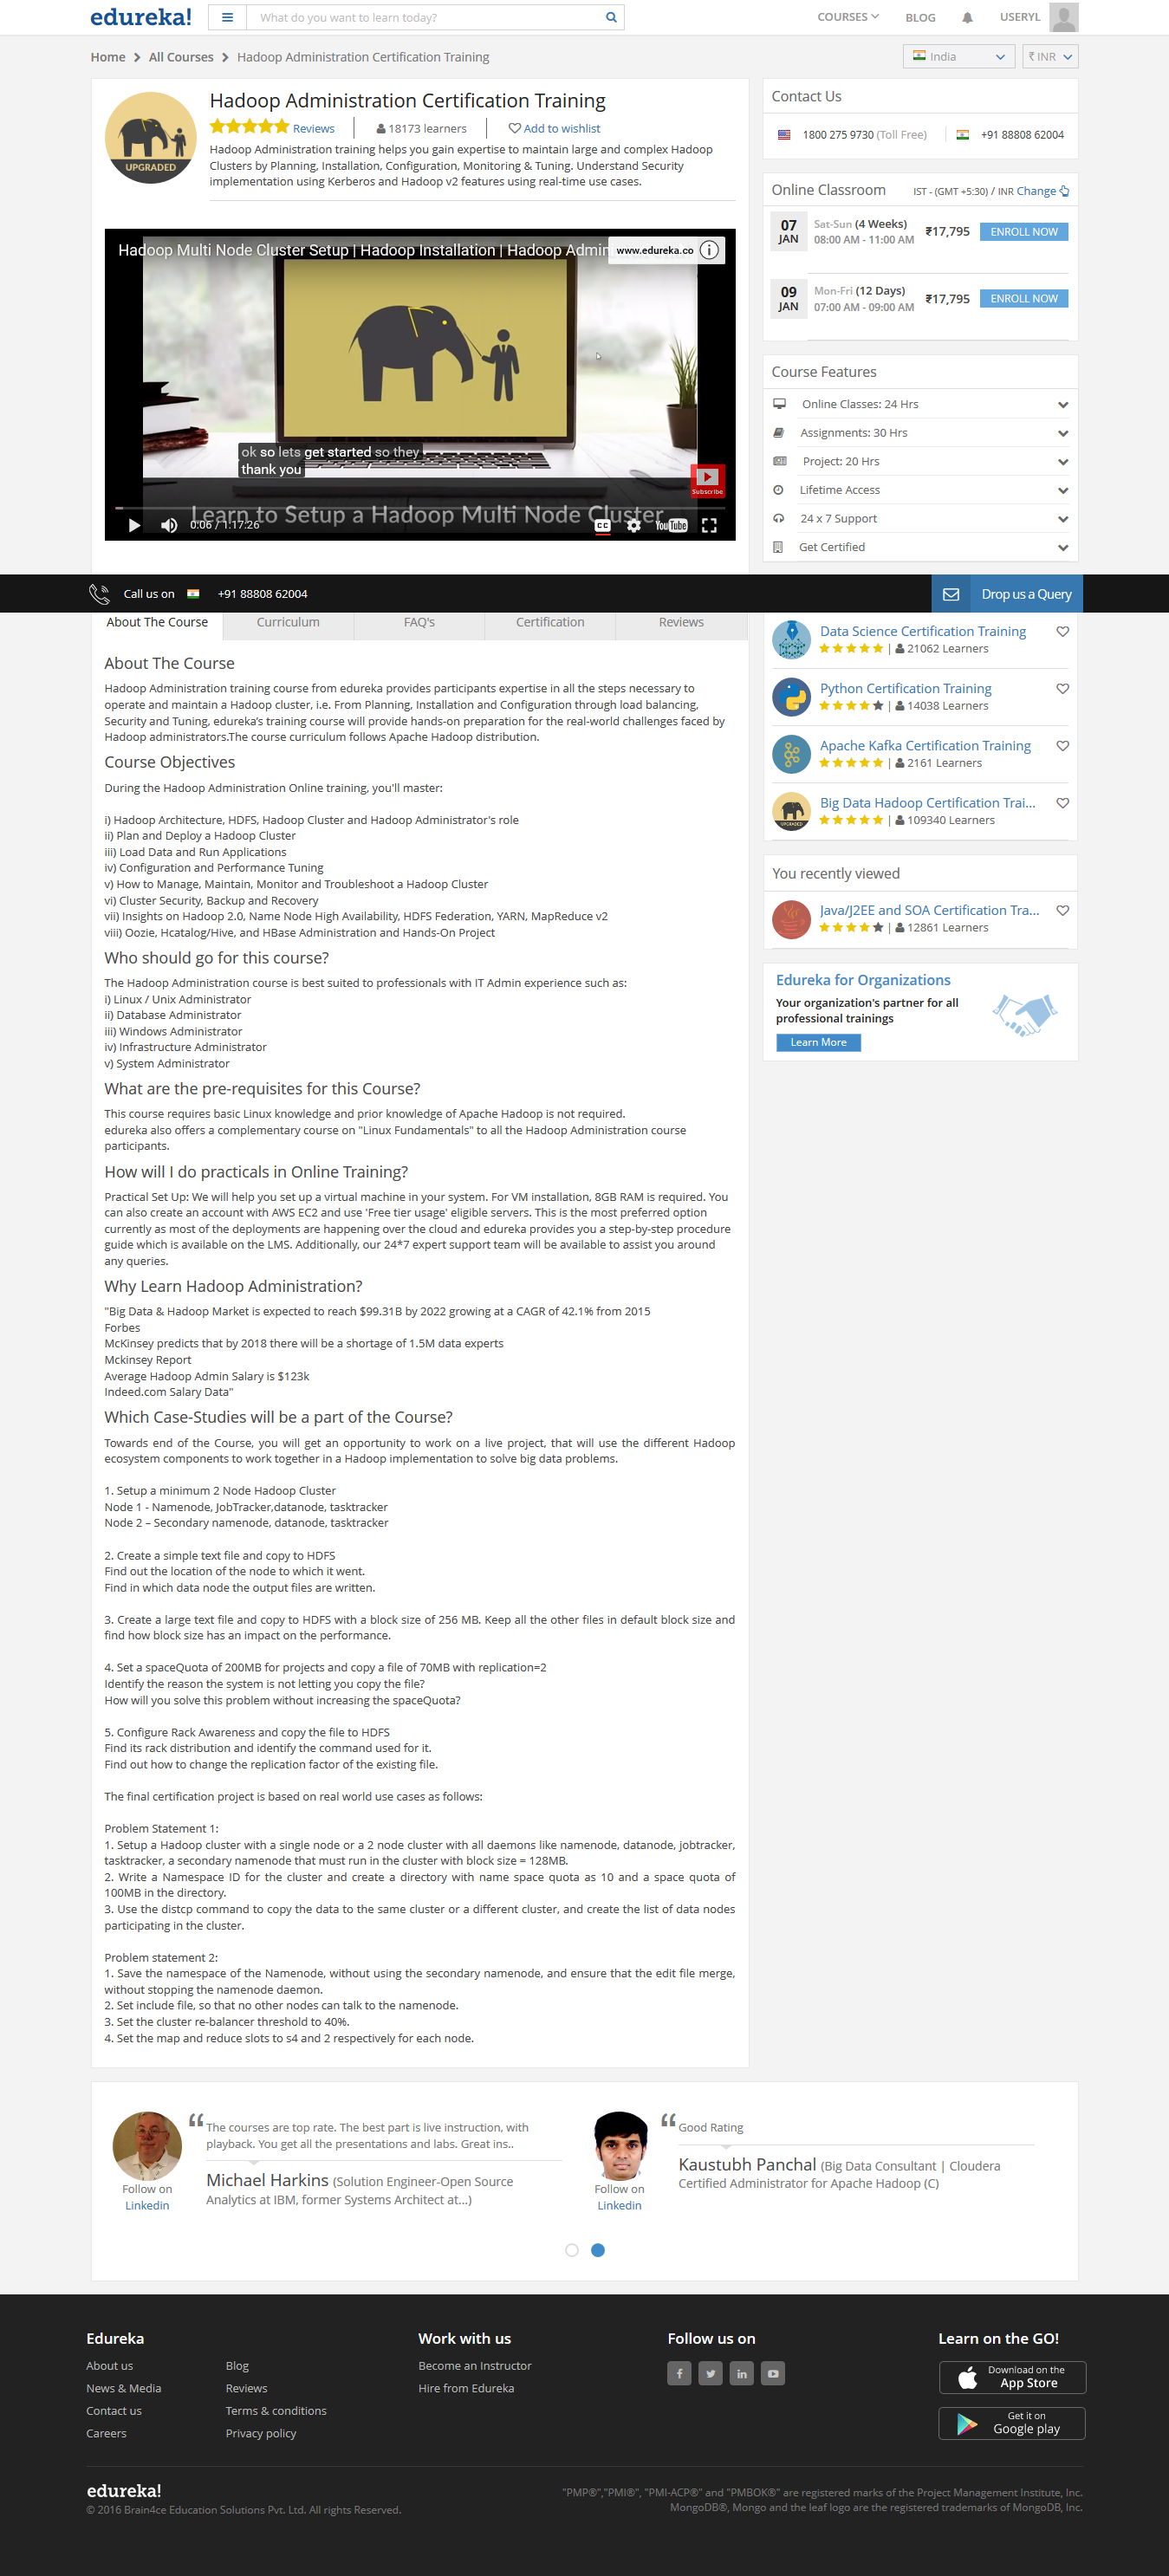 edureka!
What do you want to learn today?
COURSES
BLOG
USERYL
Home > All Courses > Hadoop Administration Certification Training
India
₹ INR
UPGRADED
Hadoop Administration Certification Training
Reviews
18173 learners
Add to wishlist
Hadoop Administration training helps you gain expertise to maintain large and complex Hadoop
Clusters by Planning, Installation, Configuration, Monitoring & Tuning. Understand Security
implementation using Kerberos and Hadoop v2 features using real-time use cases.
Hadoop Multi Node Cluster Setup | Hadoop Installation | Hadoop Admin
www.edureka.co
ok so lets get started so they
thank you
Subscribe
Learn to Setup a Hadoop Multi Node Cluster
0:06 / 1:17:26
CC
YouTube
Contact Us
1800 275 9730 (Toll Free)
+91 88808 62004
Online Classroom
IST - (GMT +5:30) / INR Change
07
JAN
Sat-Sun (4 Weeks)
08:00 AM - 11:00 AM
₹17,795
ENROLL NOW
09
JAN
Mon-Fri (12 Days)
07:00 AM - 09:00 AM
₹17,795
ENROLL NOW
Course Features
Online Classes: 24 Hrs
Assignments: 30 Hrs
Project: 20 Hrs
Lifetime Access
24 x 7 Support
Get Certified
Call us on
+91 88808 62004
Drop us a Query
About The Course
Curriculum
FAQ's
Certification
Reviews
About The Course
Hadoop Administration training course from edureka provides participants expertise in all the steps necessary to
operate and maintain a Hadoop cluster, i.e. From Planning, Installation and Configuration through load balancing,
Security and Tuning, edureka's training course will provide hands-on preparation for the real-world challenges faced by
Hadoop administrators.The course curriculum follows Apache Hadoop distribution.
Course Objectives
During the Hadoop Administration Online training, you'll master:
i) Hadoop Architecture, HDFS, Hadoop Cluster and Hadoop Administrator's role
ii) Plan and Deploy a Hadoop Cluster
iii) Load Data and Run Applications
iv) Configuration and Performance Tuning
v) How to Manage, Maintain, Monitor and Troubleshoot a Hadoop Cluster
vi) Cluster Security, Backup and Recovery
vii) Insights on Hadoop 2.0, Name Node High Availability, HDFS Federation, YARN, MapReduce v2
viii) Oozie, Hcatalog/Hive, and HBase Administration and Hands-On Project
Who should go for this course?
The Hadoop Administration course is best suited to professionals with IT Admin experience such as:
i) Linux / Unix Administrator
ii) Database Administrator
iii) Windows Administrator
iv) Infrastructure Administrator
v) System Administrator
What are the pre-requisites for this Course?
This course requires basic Linux knowledge and prior knowledge of Apache Hadoop is not required.
edureka also offers a complementary course on "Linux Fundamentals" to all the Hadoop Administration course
participants.
How will I do practicals in Online Training?
Practical Set Up: We will help you set up a virtual machine in your system. For VM installation, 8GB RAM is required. You
can also create an account with AWS EC2 and use 'Free tier usage' eligible servers. This is the most preferred option
currently as most of the deployments are happening over the cloud and edureka provides you a step-by-step procedure
guide which is available on the LMS. Additionally, our 24*7 expert support team will be available to assist you around
any queries.
Why Learn Hadoop Administration?
"Big Data & Hadoop Market is expected to reach $99.31B by 2022 growing at a CAGR of 42.1% from 2015
Forbes
McKinsey predicts that by 2018 there will be a shortage of 1.5M data experts
Mckinsey Report
Average Hadoop Admin Salary is $123k
Indeed.com Salary Data"
Which Case-Studies will be a part of the Course?
Towards end of the Course, you will get an opportunity to work on a live project, that will use the different Hadoop
ecosystem components to work together in a Hadoop implementation to solve big data problems.
1. Setup a minimum 2 Node Hadoop Cluster
Node 1 - Namenode, JobTracker,datanode, tasktracker
Node 2 – Secondary namenode, datanode, tasktracker
2. Create a simple text file and copy to HDFS
Find out the location of the node to which it went.
Find in which data node the output files are written.
3. Create a large text file and copy to HDFS with a block size of 256 MB. Keep all the other files in default block size and
find how block size has an impact on the performance.
4. Set a spaceQuota of 200MB for projects and copy a file of 70MB with replication=2
Identify the reason the system is not letting you copy the file?
How will you solve this problem without increasing the spaceQuota?
5. Configure Rack Awareness and copy the file to HDFS
Find its rack distribution and identify the command used for it.
Find out how to change the replication factor of the existing file.
The final certification project is based on real world use cases as follows:
Problem Statement 1:
1. Setup a Hadoop cluster with a single node or a 2 node cluster with all daemons like namenode, datanode, jobtracker,
tasktracker, a secondary namenode that must run in the cluster with block size = 128MB.
2. Write a Namespace ID for the cluster and create a directory with name space quota as 10 and a space quota of
100MB in the directory.
3. Use the distcp command to copy the data to the same cluster or a different cluster, and create the list of data nodes
participating in the cluster.
Problem statement 2:
1. Save the namespace of the Namenode, without using the secondary namenode, and ensure that the edit file merge,
without stopping the namenode daemon.
2. Set include file, so that no other nodes can talk to the namenode.
3. Set the cluster re-balancer threshold to 40%.
4. Set the map and reduce slots to s4 and 2 respectively for each node.
Data Science Certification Training
| 21062 Learners
Python Certification Training
| 14038 Learners
Apache Kafka Certification Training
| 2161 Learners
UPGRADED
Big Data Hadoop Certification Trai...
| 109340 Learners
You recently viewed
Java/J2EE and SOA Certification Tra...
| 12861 Learners
Edureka for Organizations
Your organization's partner for all
professional trainings
Learn More
“ The courses are top rate. The best part is live instruction, with
playback. You get all the presentations and labs. Great ins..
Michael Harkins (Solution Engineer-Open Source
Analytics at IBM, former Systems Architect at...)
Follow on
Linkedin
“ Good Rating
Kaustubh Panchal (Big Data Consultant | Cloudera
Certified Administrator for Apache Hadoop (C)
Follow on
Linkedin
Edureka
About us
News & Media
Contact us
Careers
Blog
Reviews
Terms & conditions
Privacy policy
Work with us
Become an Instructor
Hire from Edureka
Follow us on
Learn on the GO!
Download on the
App Store
Get it on
Google play
edureka!
© 2016 Brain4ce Education Solutions Pvt. Ltd. All rights Reserved.
"PMP®","PMI®", "PMI-ACP®" and "PMBOK®" are registered marks of the Project Management Institute, Inc.
MongoDB®, Mongo and the leaf logo are the registered trademarks of MongoDB, Inc.